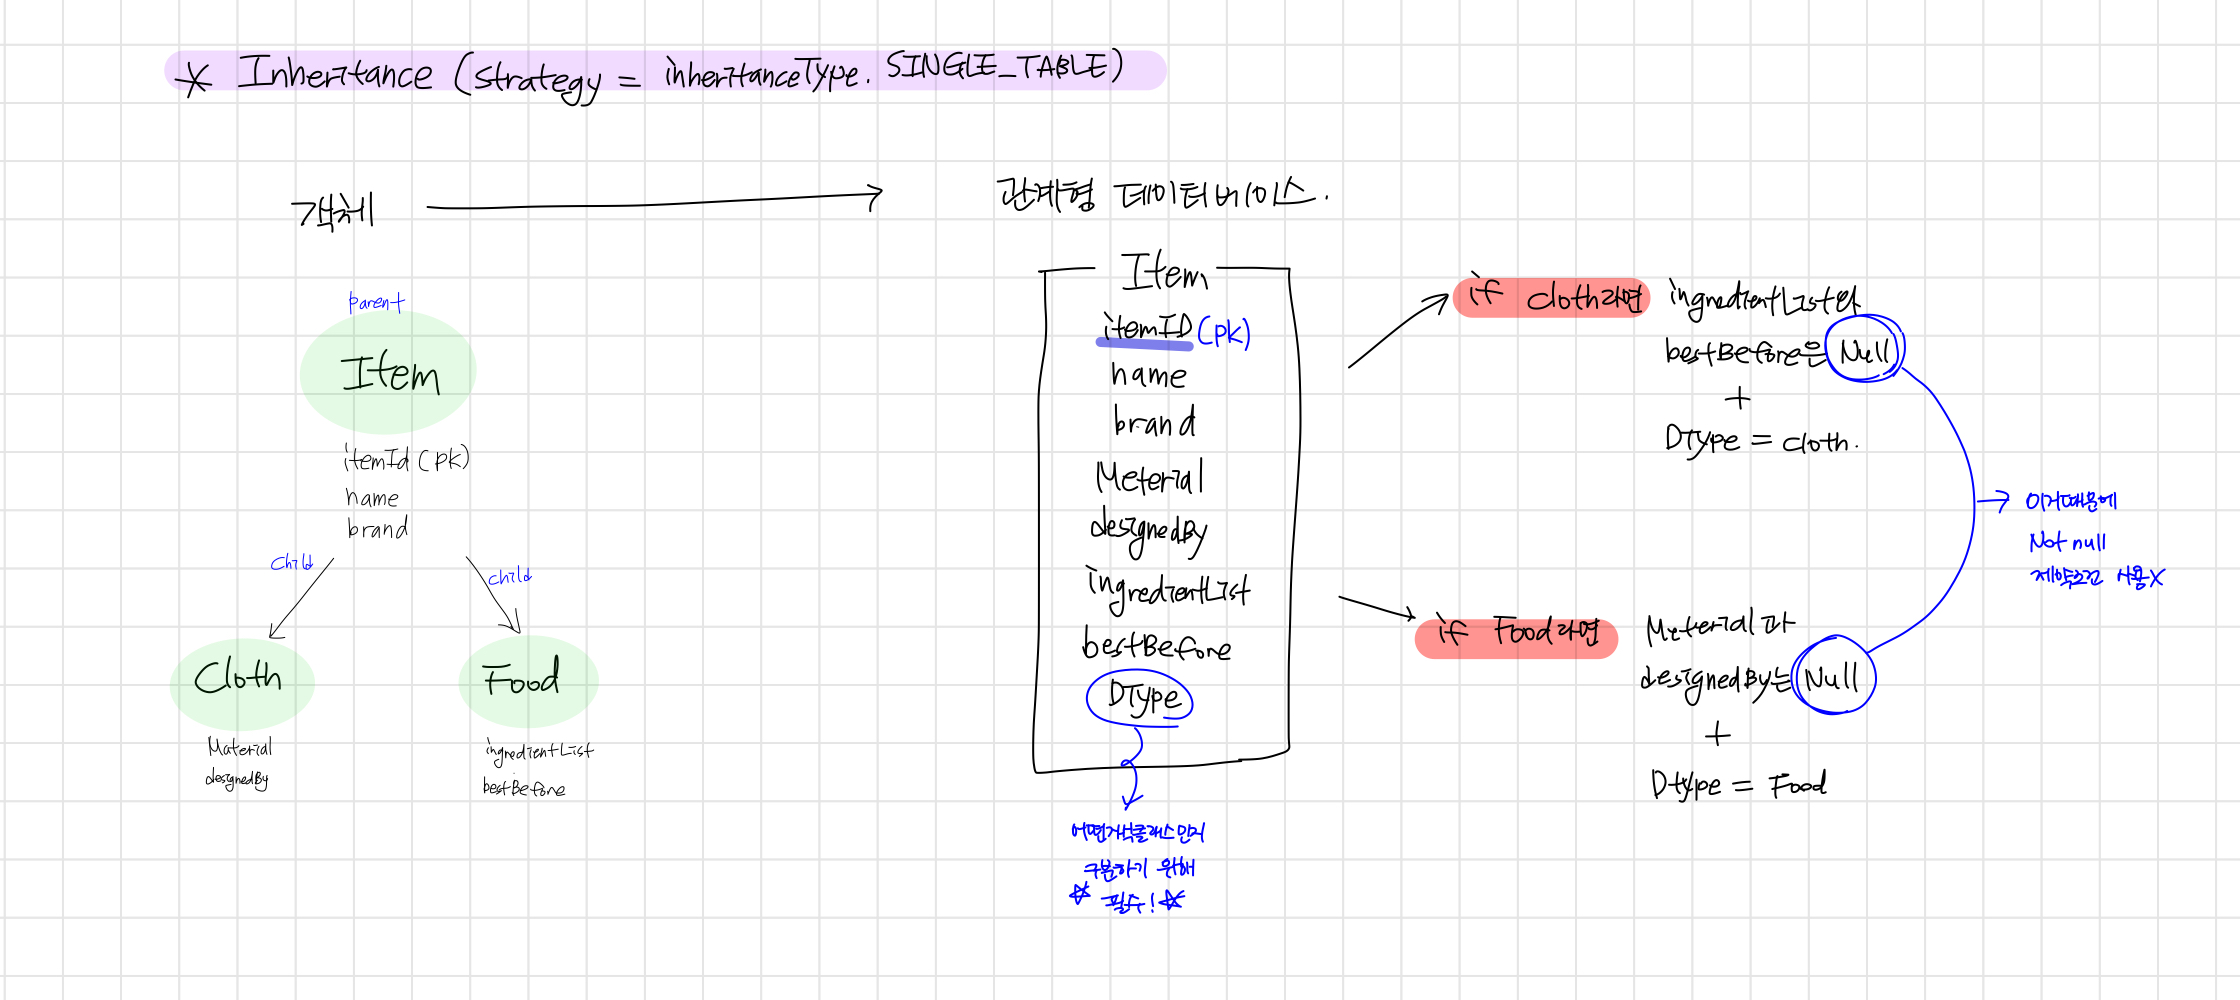 * Inheritance (strategy = inheritanceType. SINGLE_TABLE)
객체
관계형 데이터베이스.
parent
Item
itemId (pk)
name
brand
child
child
Cloth
Material
designedBy
Food
ingredientList
bestBefore
Item
itemID (pk)
name
brand
Meterial
designedBy
ingredientList
bestBefore
DType
어떤 자식클래스인지
구분하기 위해
☆ 필수! ☆
if cloth라면
ingredientList와
bestBefore은 Null
+
DType = cloth.
if Food라면
Meterial과
designedBy는 Null
+
Dtype = Food
이거때문에
Not null
제약조건 사용X